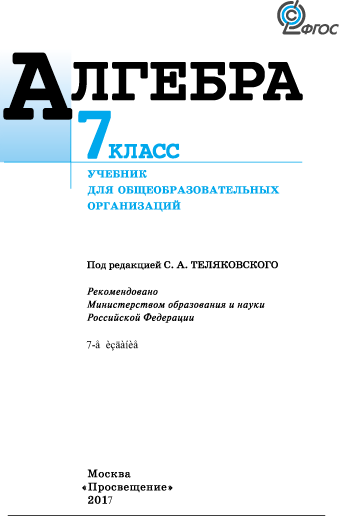 ФГОС
АЛГЕБРА
7 КЛАСС
УЧЕБНИК
ДЛЯ ОБЩЕОБРАЗОВАТЕЛЬНЫХ
ОРГАНИЗАЦИЙ
Под редакцией С. А. ТЕЛЯКОВСКОГО
Рекомендовано
Министерством образования и науки
Российской Федерации
7-å èçäàíèå
Москва
«Просвещение»
2017